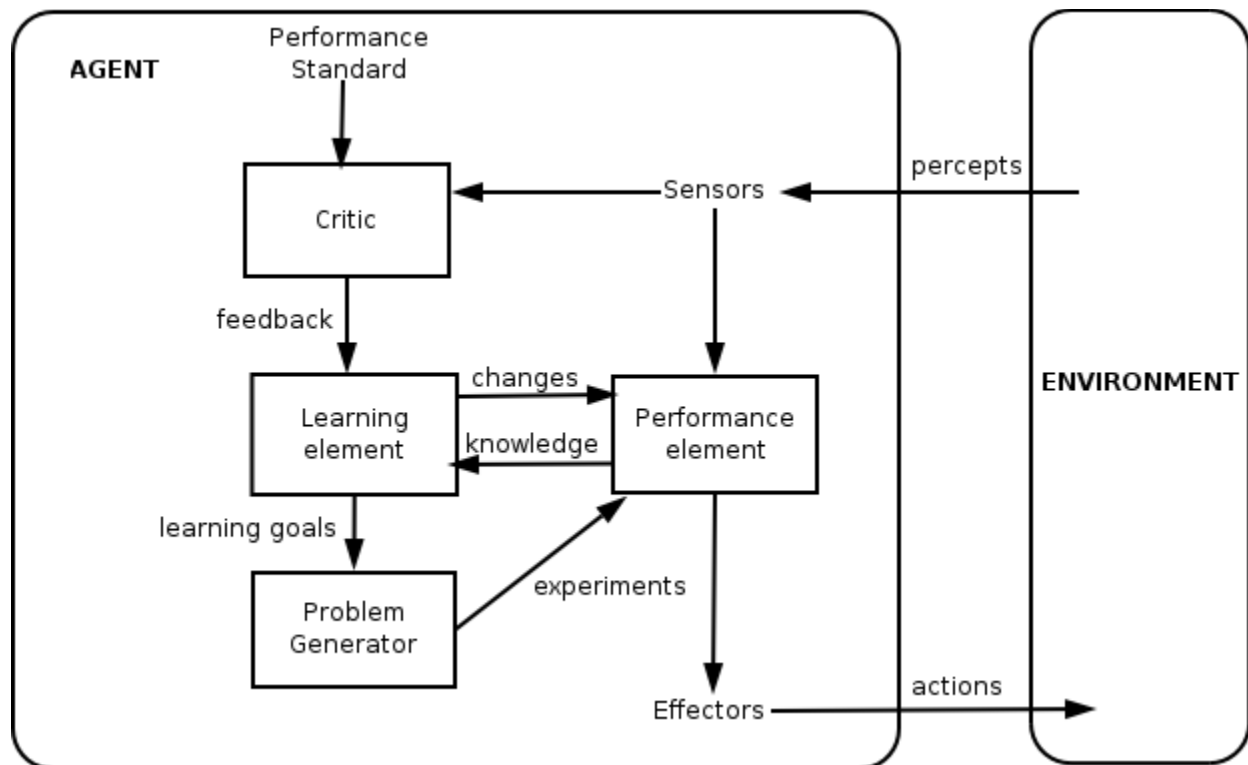 Performance
Standard
AGENT
percepts
Sensors
Critic
feedback
changes
ENVIRONMENT
Learning
element
Performance
element
knowledge
learning goals
experiments
Problem
Generator
actions
Effectors